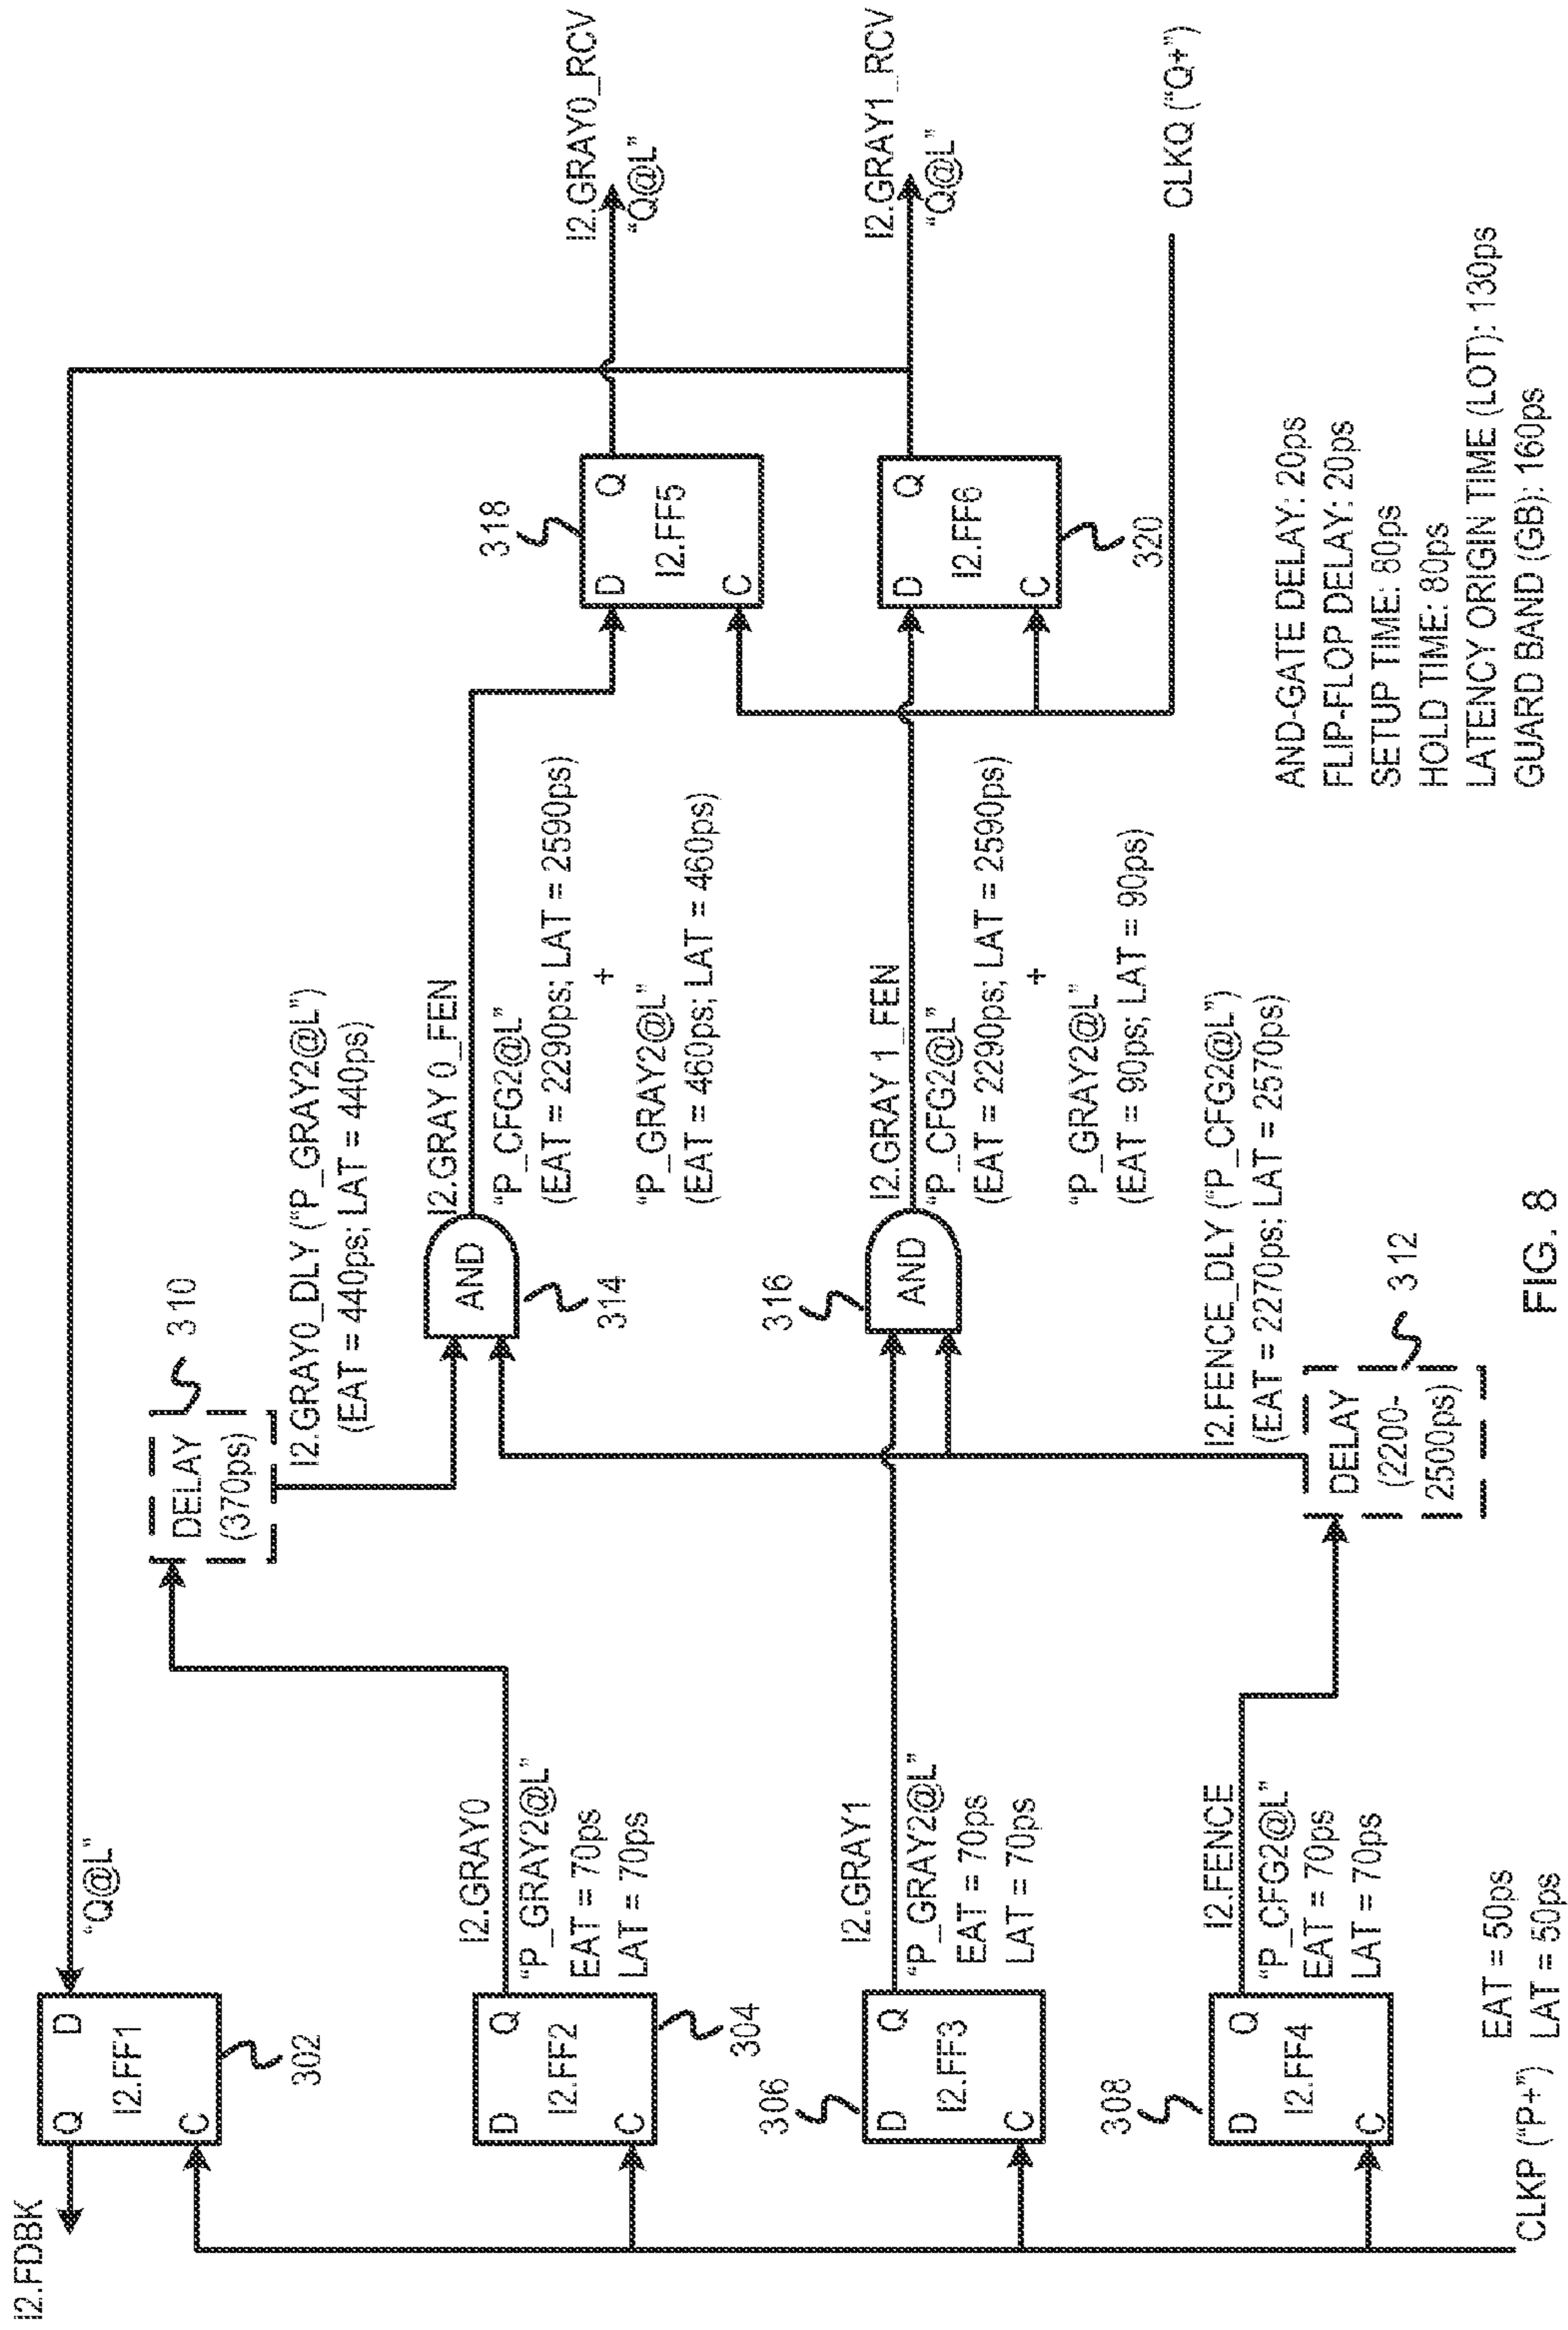 I2.FDBK
Q
D
I2.FF1
C
302
"Q@L"
D
Q
I2.FF2
C
304
I2.GRAY0
"P_GRAY2@L"
EAT = 70ps
LAT = 70ps
306
D
Q
I2.FF3
C
I2.GRAY1
"P_GRAY2@L"
EAT = 70ps
LAT = 70ps
308
D
Q
I2.FF4
C
I2.FENCE
"P_CFG2@L"
EAT = 70ps
LAT = 70ps
CLKP ("P+")
EAT = 50ps
LAT = 50ps
DELAY
(370ps)
310
I2.GRAY0_DLY ("P_GRAY2@L")
(EAT = 440ps; LAT = 440ps)
AND
314
I2.GRAY 0_FEN
"P_CFG2@L"
(EAT = 2290ps; LAT = 2590ps)
+
"P_GRAY2@L"
(EAT = 460ps; LAT = 460ps)
316
AND
I2.GRAY 1_FEN
"P_CFG2@L"
(EAT = 2290ps; LAT = 2590ps)
+
"P_GRAY2@L"
(EAT = 90ps; LAT = 90ps)
I2.FENCE_DLY ("P_CFG2@L")
(EAT = 2270ps; LAT = 2570ps)
DELAY
(2200-
2500ps)
312
318
D
Q
I2.FF5
C
I2.GRAY0_RCV
"Q@L"
D
Q
I2.FF6
C
320
I2.GRAY1_RCV
"Q@L"
CLKQ ("Q+")
AND-GATE DELAY: 20ps
FLIP-FLOP DELAY: 20ps
SETUP TIME: 80ps
HOLD TIME: 80ps
LATENCY ORIGIN TIME (LOT): 130ps
GUARD BAND (GB): 160ps
FIG. 8